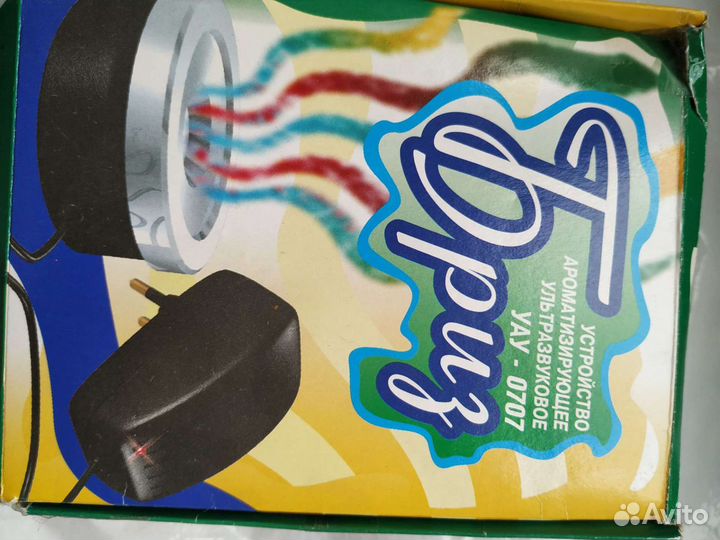 Бриз
УСТРОЙСТВО
АРОМАТИЗИРУЮЩЕЕ
УЛЬТРАЗВУКОВОЕ
УАУ - 0707
Avito